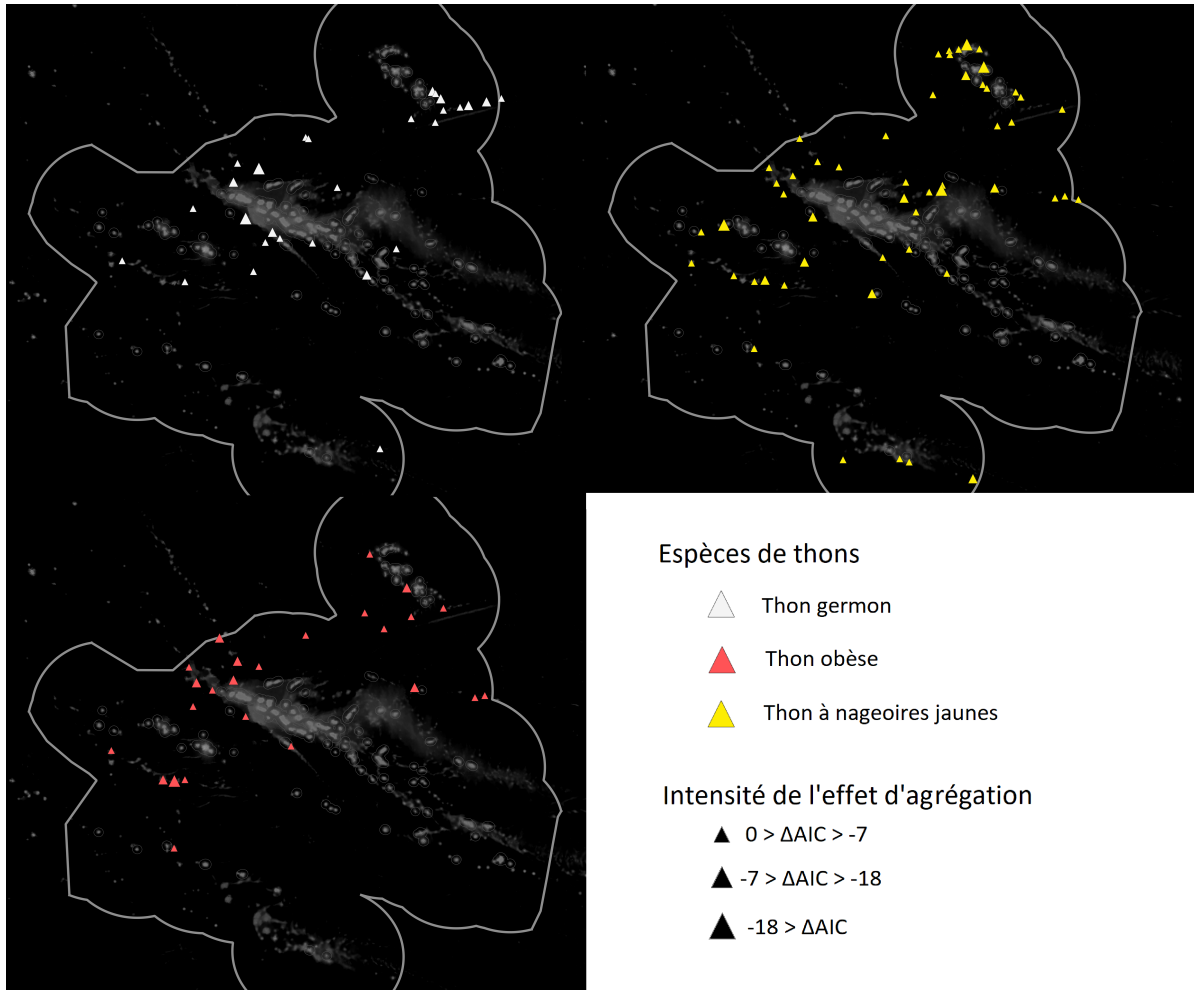 Espèces de thons
Thon germon
Thon obèse
Thon à nageoires jaunes
Intensité de l'effet d'agrégation
0 > ΔAIC > -7
-7 > ΔAIC > -18
-18 > ΔAIC